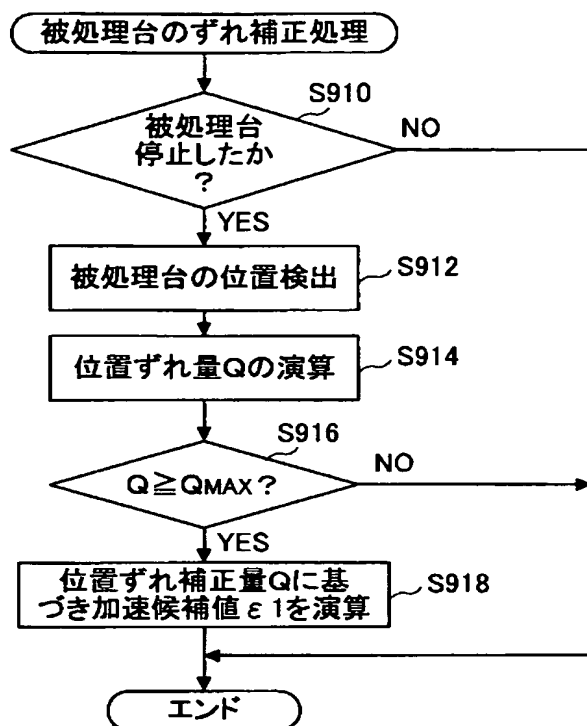 被処理台のずれ補正処理
S910
被処理台
停止したか
?
NO
YES
被処理台の位置検出
S912
位置ずれ量Qの演算
S914
S916
Q≧QMAX?
NO
YES
位置ずれ補正量Qに基
づき加速候補値ε1を演算
S918
エンド